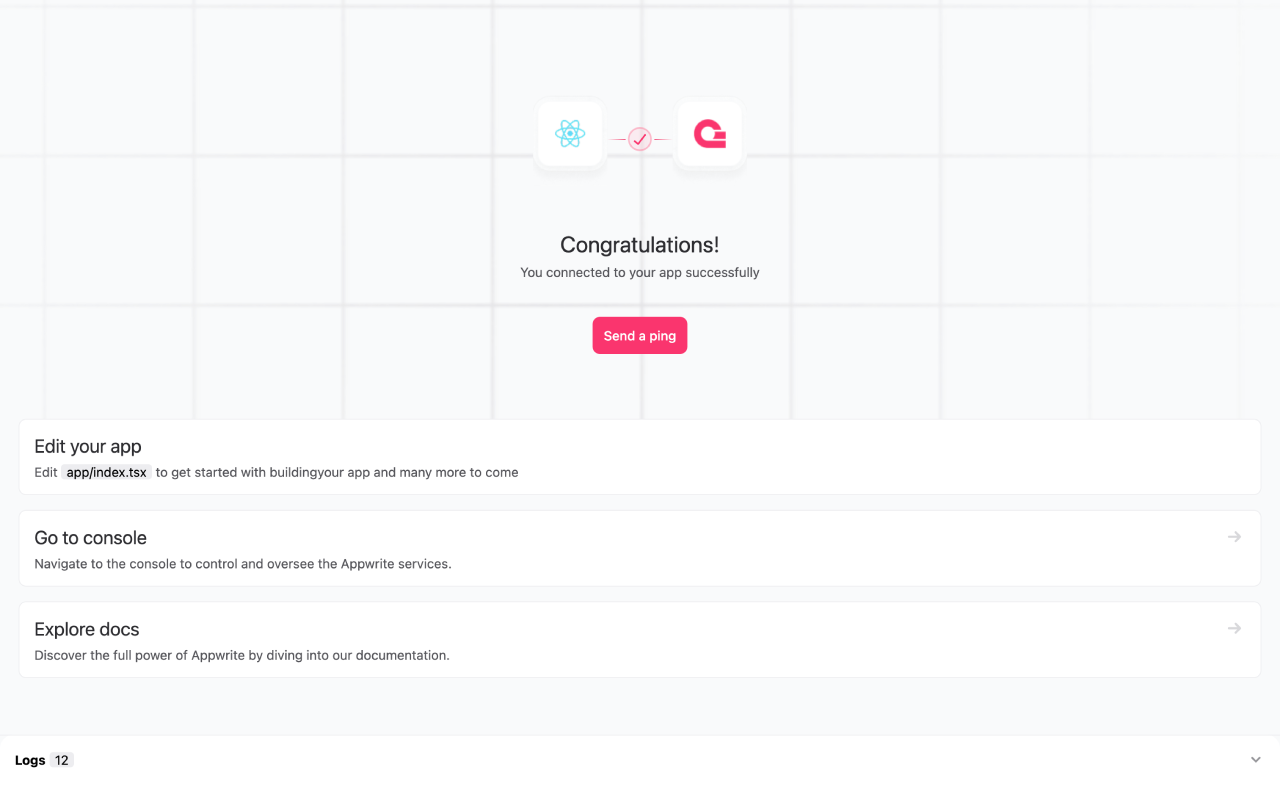 Congratulations!
You connected to your app successfully
Send a ping
Edit your app
Edit app/index.tsx to get started with buildingyour app and many more to come
Go to console
Navigate to the console to control and oversee the Appwrite services.
Explore docs
Discover the full power of Appwrite by diving into our documentation.
Logs 12